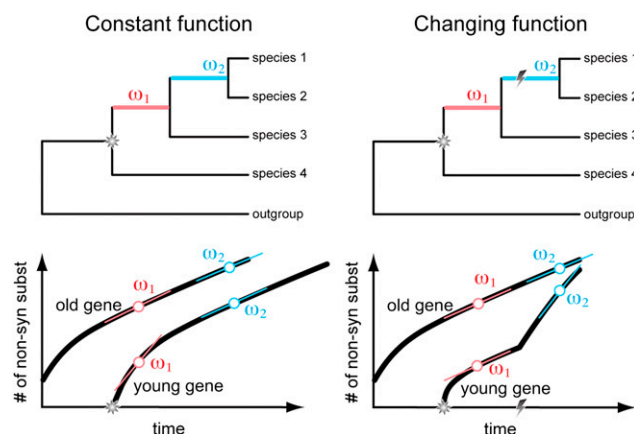 Constant function
Changing function
ω1
ω2
species 1
species 2
species 3
species 4
outgroup
ω1
ω2
species 1
species 2
species 3
species 4
outgroup
# of non-syn subst
old gene
ω1
ω2
ω1
ω2
young gene
time
# of non-syn subst
old gene
ω1
ω2
ω2
ω1
young gene
time